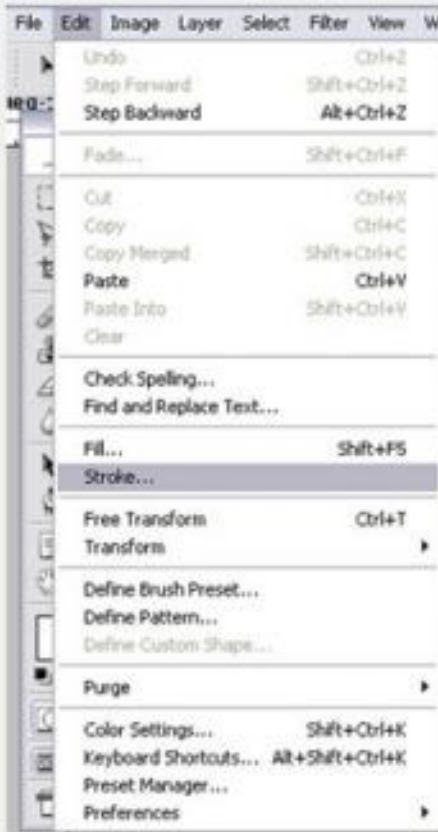 File Edit Image Layer Select Filter View
Undo Ctrl+Z
Step Forward Shift+Ctrl+Z
Step Backward Alt+Ctrl+Z
Fade... Shift+Ctrl+F
Cut Ctrl+X
Copy Ctrl+C
Copy Merged Shift+Ctrl+C
Paste Ctrl+V
Paste Into Shift+Ctrl+V
Clear
Check Spelling...
Find and Replace Text...
Fill... Shift+F5
Stroke...
Free Transform Ctrl+T
Transform
Define Brush Preset...
Define Pattern...
Define Custom Shape...
Purge
Color Settings... Shift+Ctrl+K
Keyboard Shortcuts... Alt+Shift+Ctrl+K
Preset Manager...
Preferences